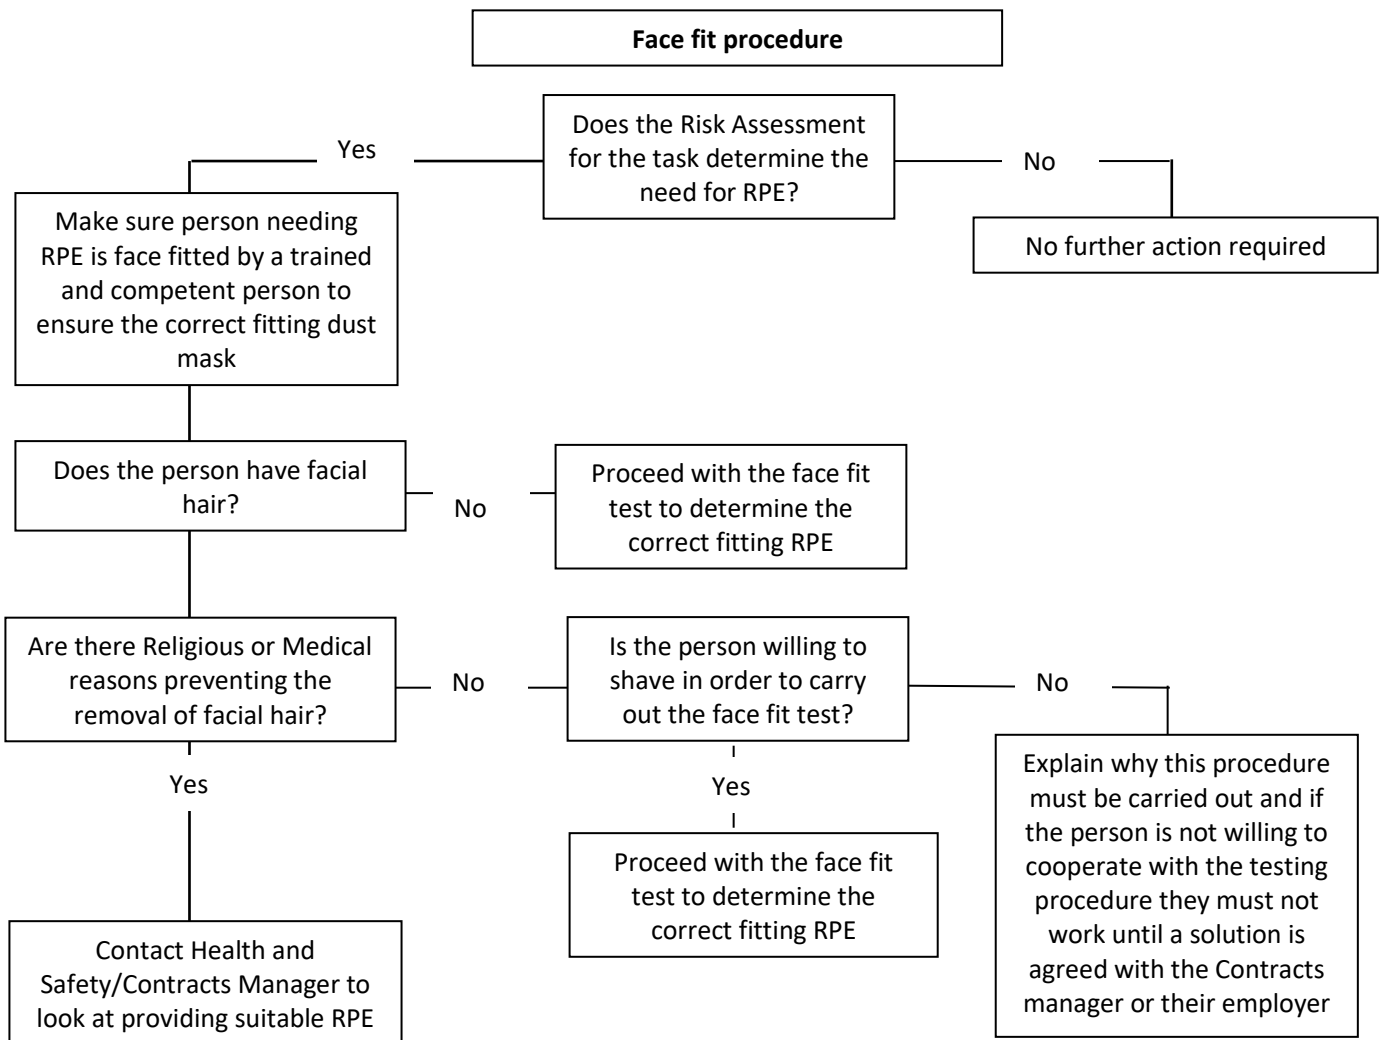 Face fit procedure
Does the Risk Assessment
for the task determine the
need for RPE?
Yes
No
Make sure person needing
RPE is face fitted by a trained
and competent person to
ensure the correct fitting dust
mask
No further action required
Does the person have facial
hair?
No
Proceed with the face fit
test to determine the
correct fitting RPE
Are there Religious or Medical
reasons preventing the
removal of facial hair?
No
Is the person willing to
shave in order to carry
out the face fit test?
No
Yes
Yes
Explain why this procedure
must be carried out and if
the person is not willing to
cooperate with the testing
procedure they must not
work until a solution is
agreed with the Contracts
manager or their employer
Proceed with the face fit
test to determine the
correct fitting RPE
Contact Health and
Safety/Contracts Manager to
look at providing suitable RPE